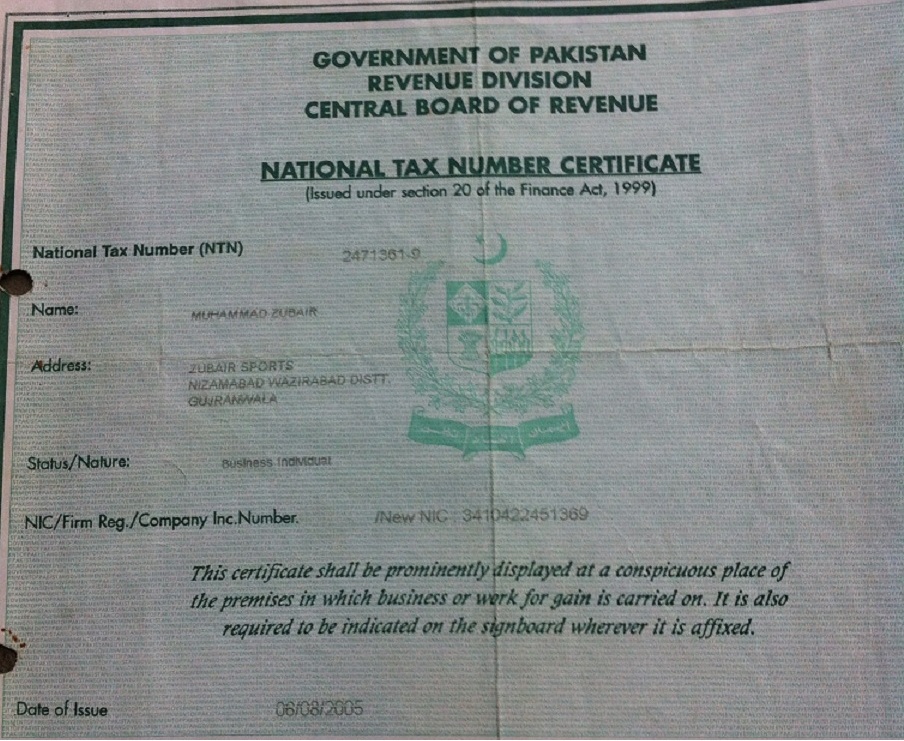 GOVERNMENT OF PAKISTAN
REVENUE DIVISION
CENTRAL BOARD OF REVENUE
NATIONAL TAX NUMBER CERTIFICATE
(Issued under section 20 of the Finance Act, 1999)
National Tax Number (NTN) 2471361-9
Name: MUHAMMAD ZUBAIR
Address: ZUBAIR SPORTS
NIZAMABAD WAZIRABAD DISTT.
GUJRANWALA
Status/Nature: Business Individual
NIC/Firm Reg./Company Inc.Number. /New NIC : 3410422451369
This certificate shall be prominently displayed at a conspicuous place of
the premises in which business or work for gain is carried on. It is also
required to be indicated on the signboard wherever it is affixed.
Date of Issue 06/08/2005